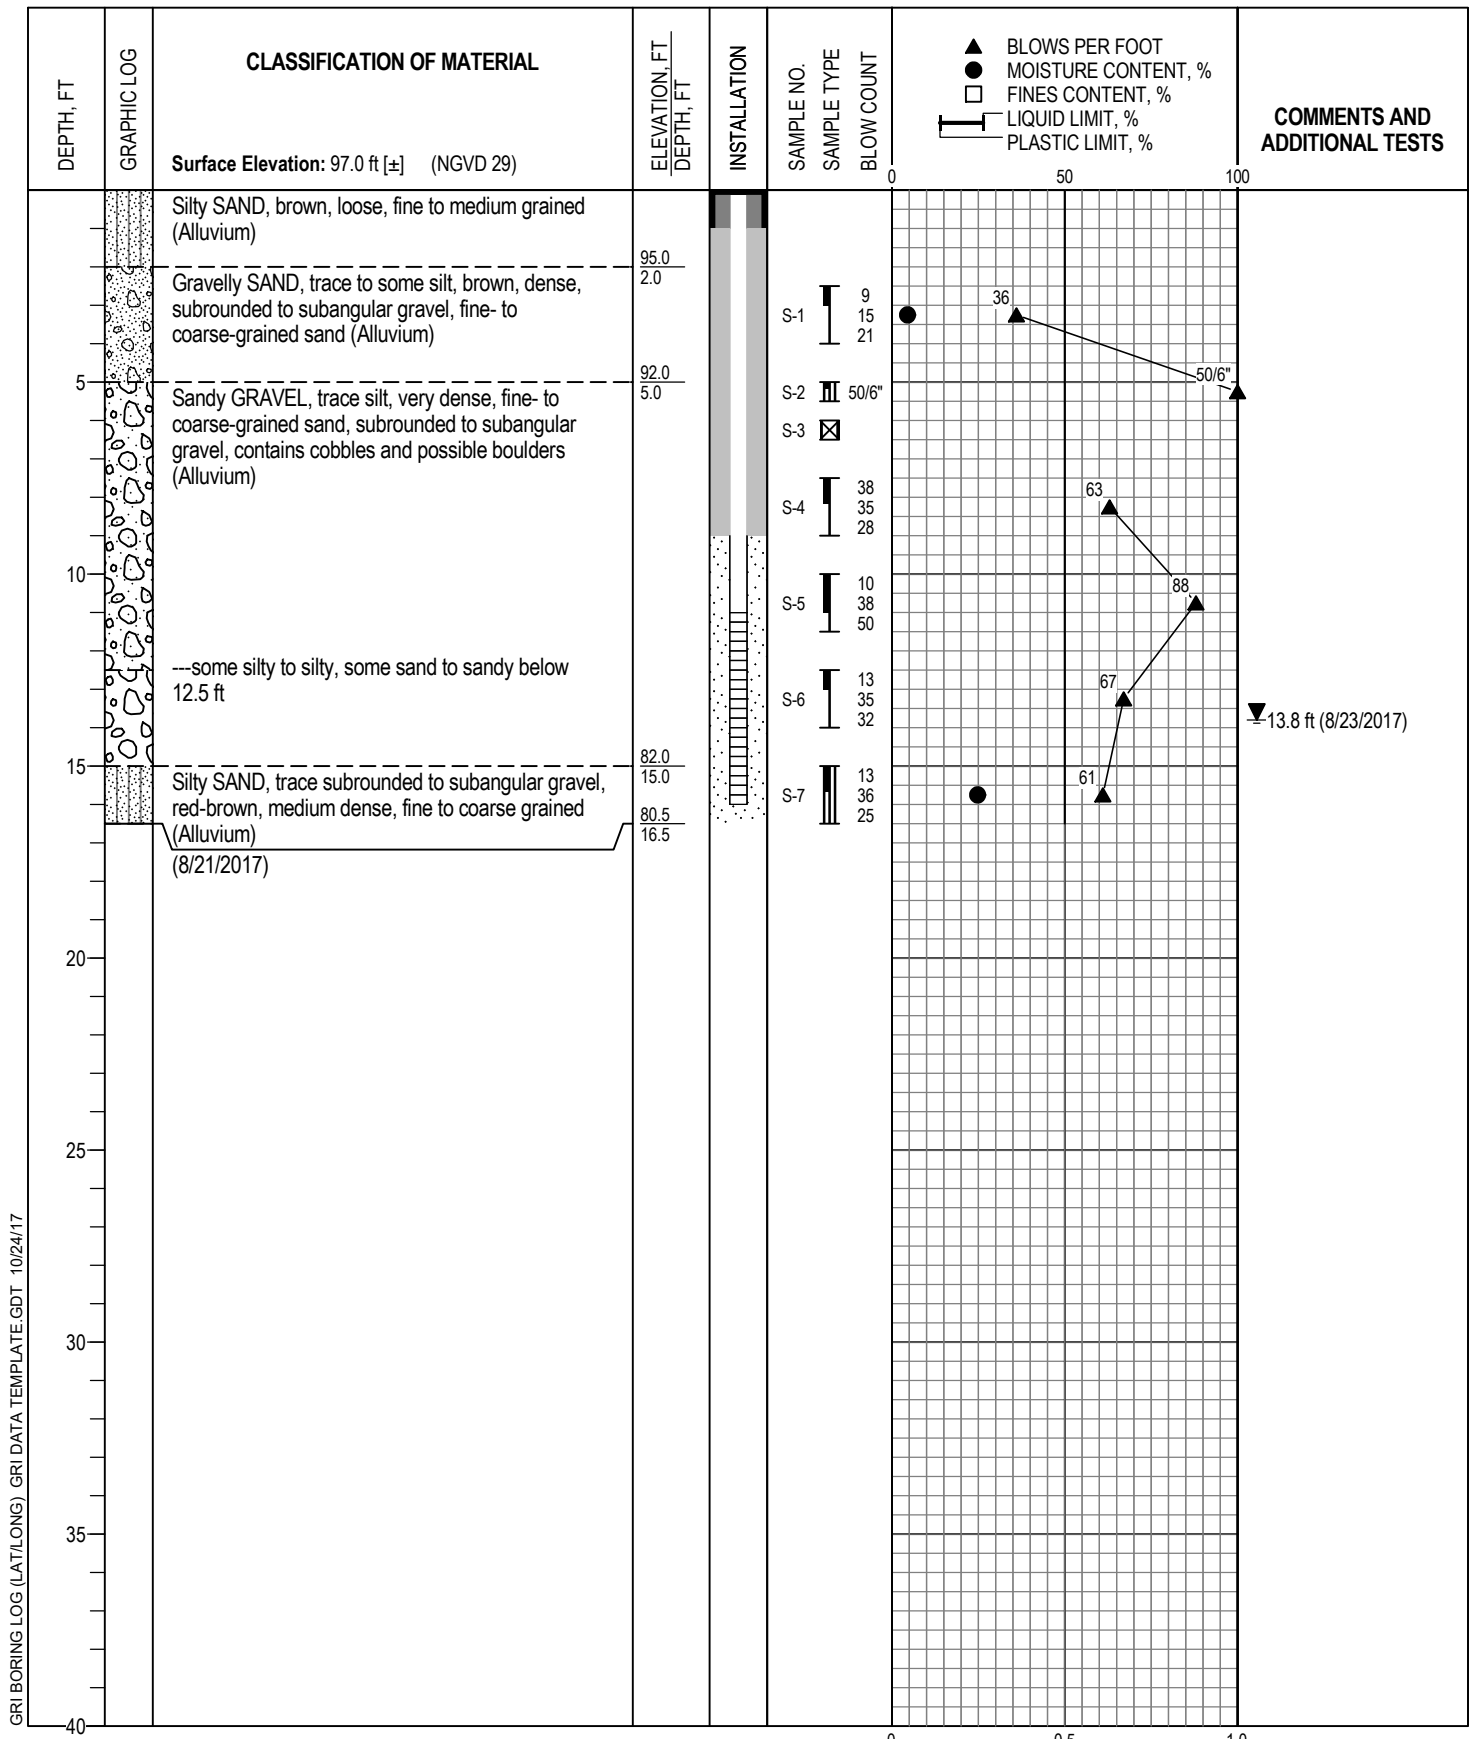 DEPTH, FT
GRAPHIC LOG
CLASSIFICATION OF MATERIAL
Surface Elevation: 97.0 ft [±] (NGVD 29)
ELEVATION, FT
DEPTH, FT
INSTALLATION
SAMPLE NO.
SAMPLE TYPE
BLOW COUNT
BLOWS PER FOOT
MOISTURE CONTENT, %
FINES CONTENT, %
LIQUID LIMIT, %
PLASTIC LIMIT, %
0 50 100
COMMENTS AND
ADDITIONAL TESTS
Silty SAND, brown, loose, fine to medium grained
(Alluvium)
95.0
2.0
Gravelly SAND, trace to some silt, brown, dense,
subrounded to subangular gravel, fine- to
coarse-grained sand (Alluvium)
S-1
9
15
21
36
92.0
5
5.0
Sandy GRAVEL, trace silt, very dense, fine- to
coarse-grained sand, subrounded to subangular
gravel, contains cobbles and possible boulders
(Alluvium)
S-2 50/6"
50/6"
S-3
S-4
38
35
28
63
10
S-5
10
38
50
88
---some silty to silty, some sand to sandy below
12.5 ft
S-6
13
35
32
67
13.8 ft (8/23/2017)
82.0
15
15.0
Silty SAND, trace subrounded to subangular gravel,
red-brown, medium dense, fine to coarse grained
(Alluvium)
S-7
13
36
25
61
80.5
16.5
(8/21/2017)
20
25
30
35
40
0 0.5 1.0
GRI BORING LOG (LAT/LONG) GRI DATA TEMPLATE.GDT 10/24/17